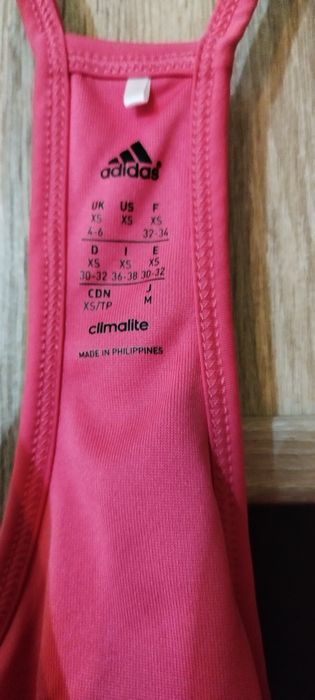 adidas
UK US F
XS XS XS
4-6 32-34
D I E
XS XS XS
30-32 36-38 30-32
CDN J
XS/TP M
climalite
MADE IN PHILIPPINES